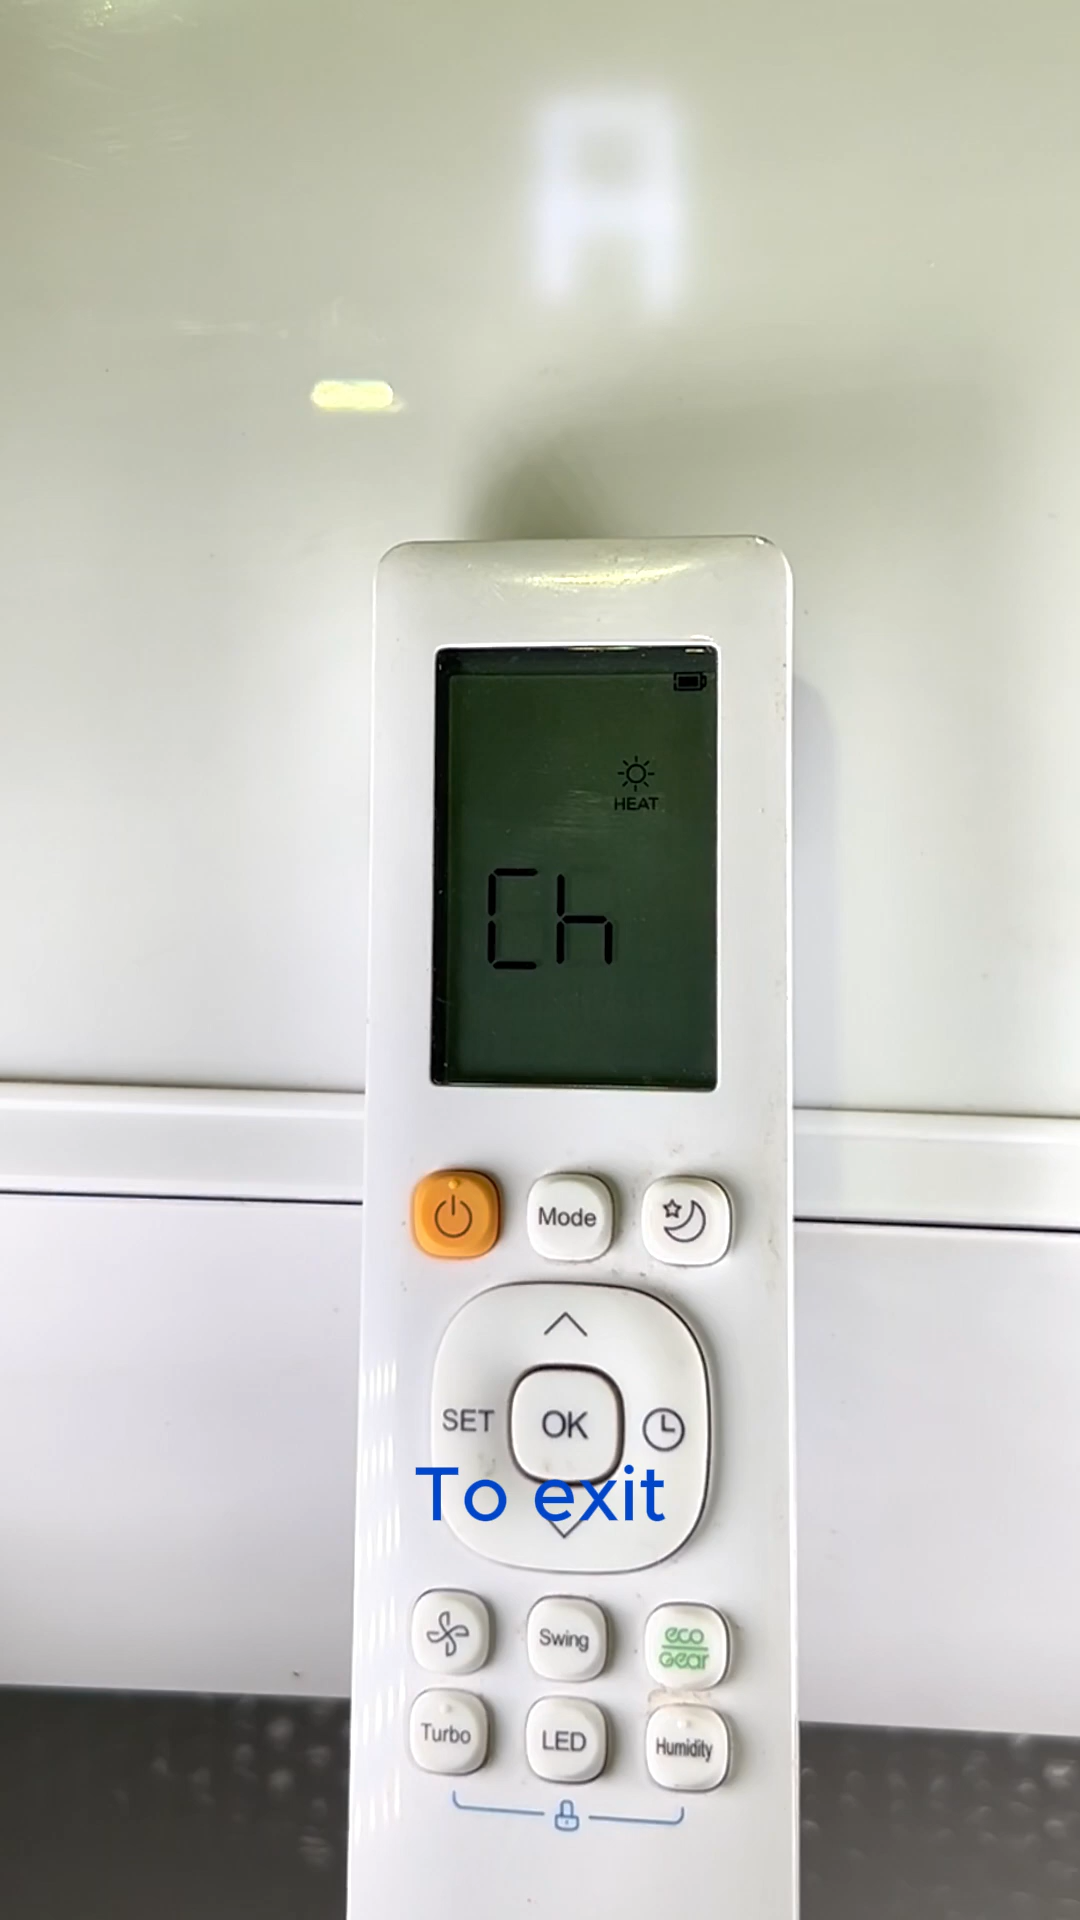 A
HEAT
Ch
Mode
SET
OK
To exit
Swing
eco
Gear
Turbo
LED
Humidity